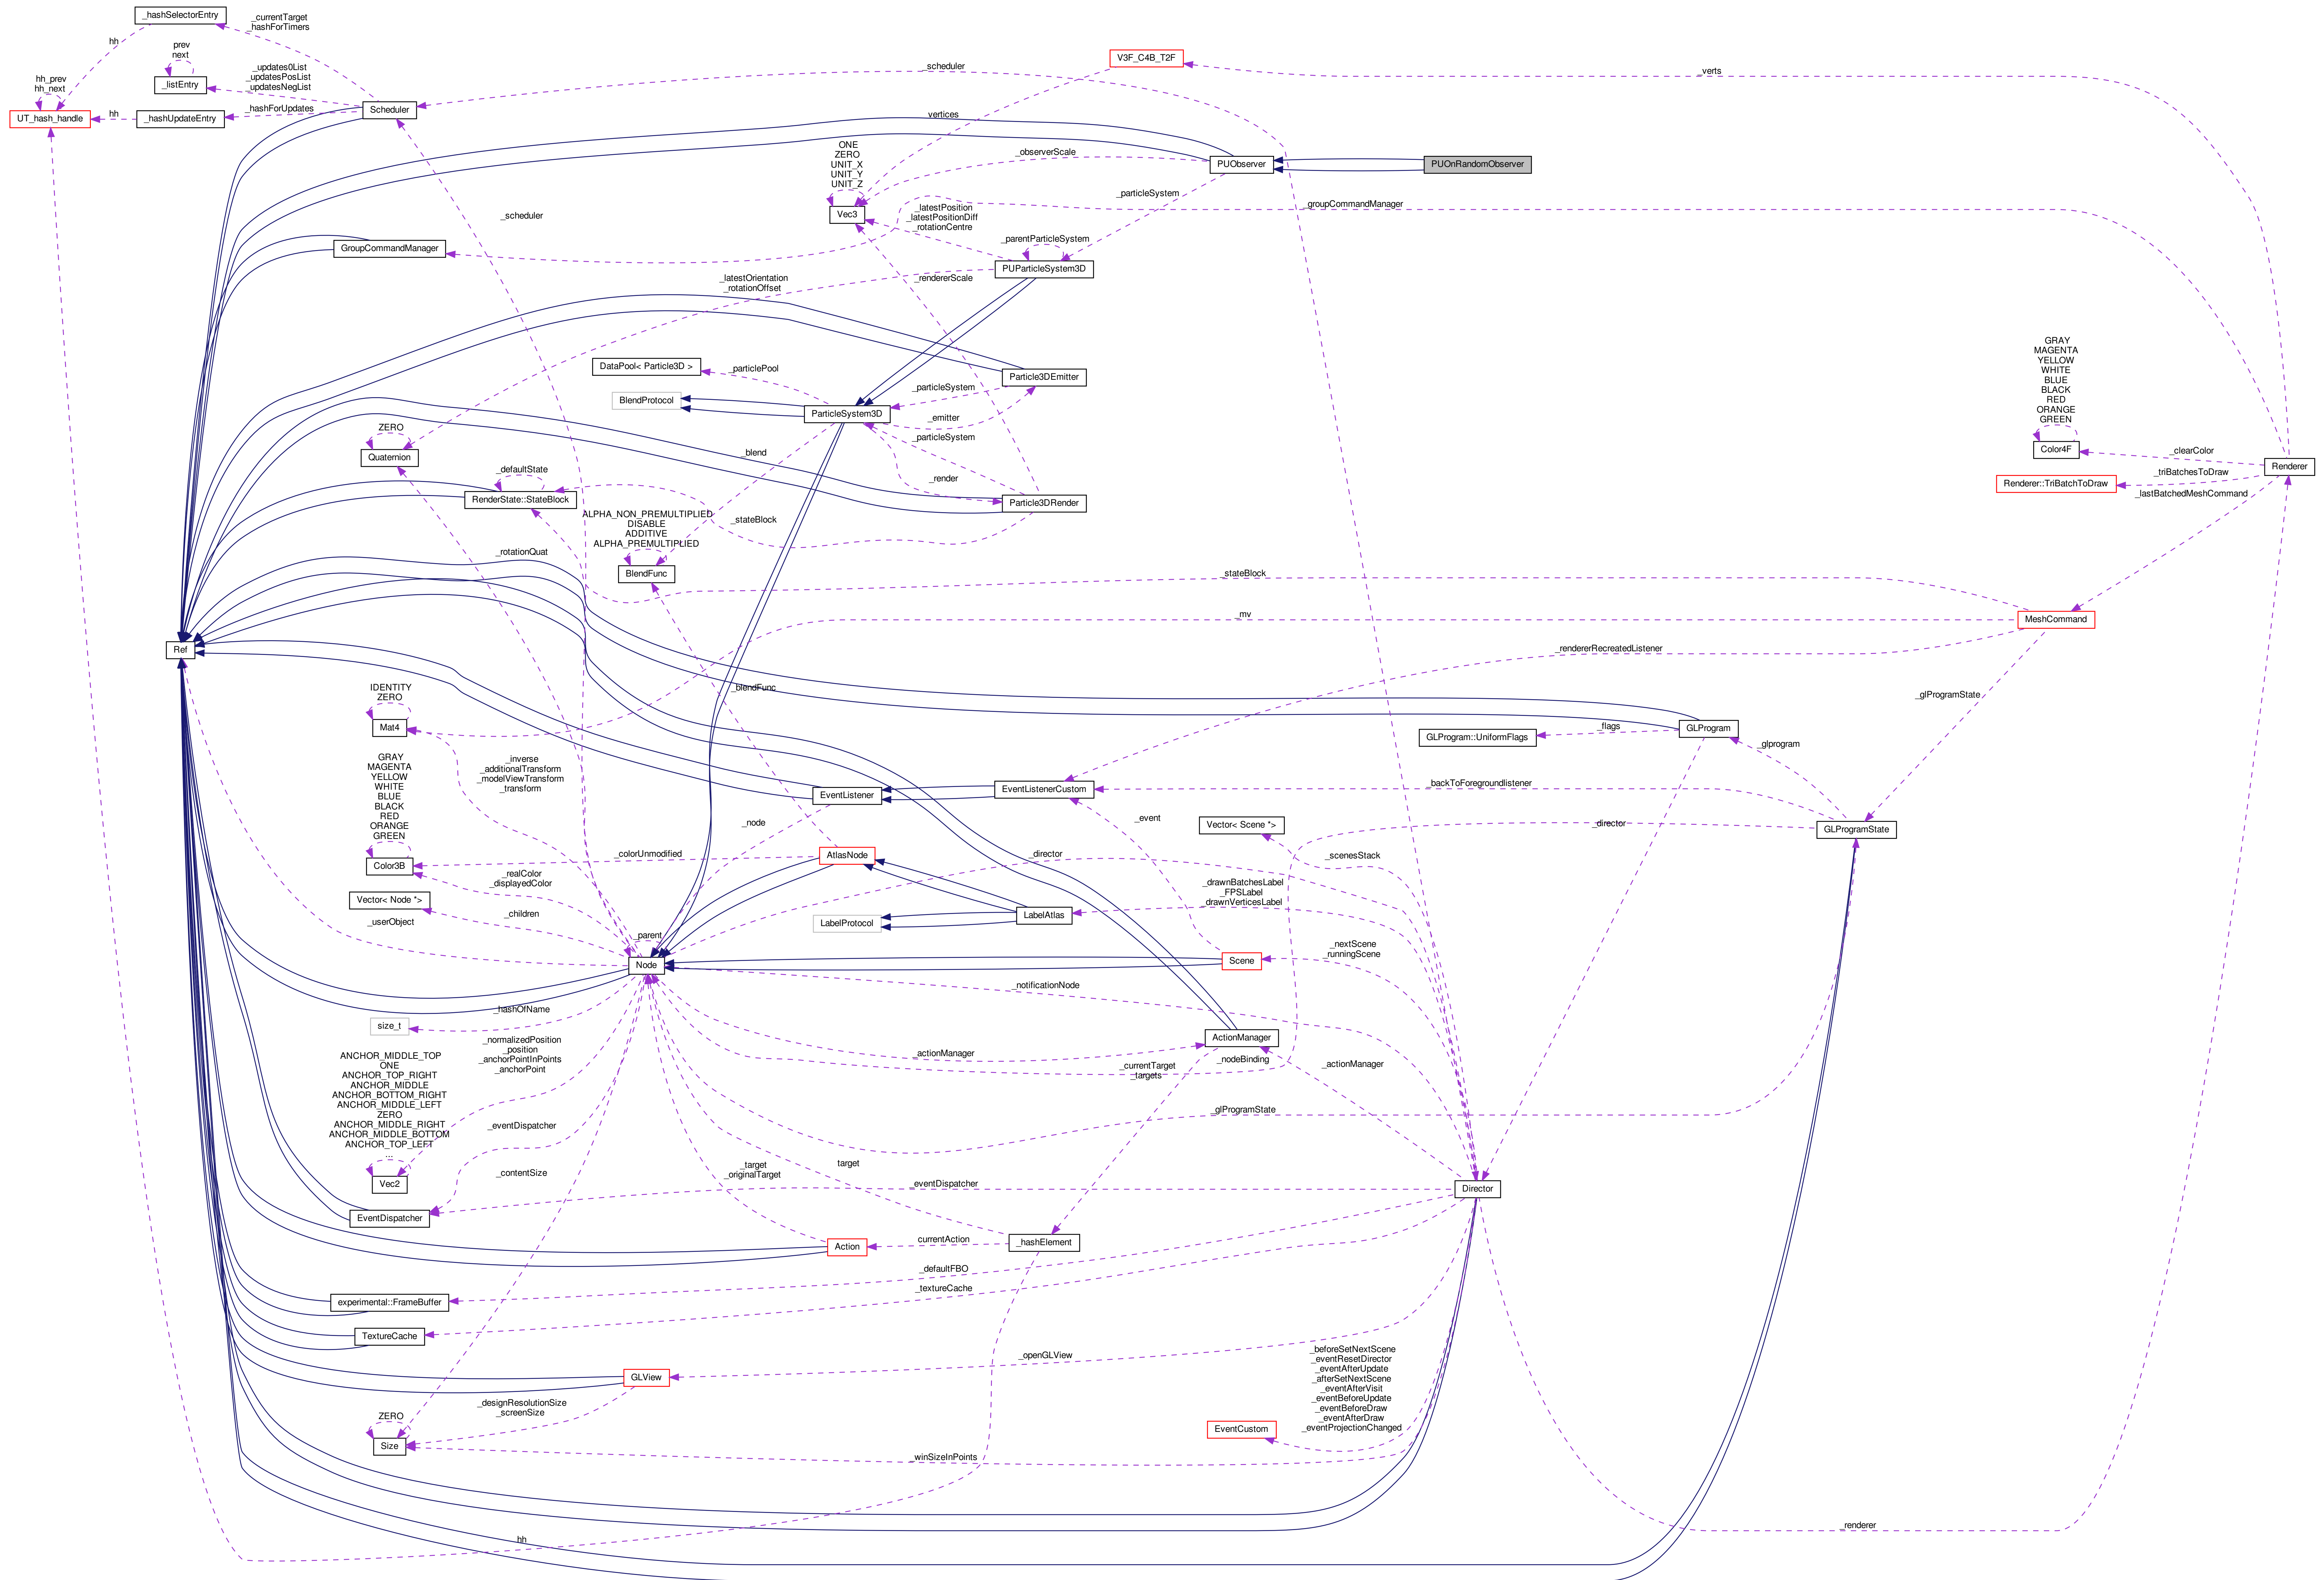 _hashSelectorEntry
_currentTarget
_hashForTimers
hh
prev
next
_listEntry
_updates0List
_updatesPosList
_updatesNegList
hh_prev
hh_next
UT_hash_handle
hh
_hashUpdateEntry
_hashForUpdates
Scheduler
_scheduler
V3F_C4B_T2F
_verts
vertices
ONE
ZERO
UNIT_X
UNIT_Y
UNIT_Z
Vec3
_observerScale
PUObserver
PUOnRandomObserver
_particleSystem
_groupCommandManager
_latestPosition
_latestPositionDiff
_rotationCentre
_scheduler
GroupCommandManager
_parentParticleSystem
PUParticleSystem3D
_latestOrientation
_rotationOffset
_rendererScale
DataPool< Particle3D >
_particlePool
Particle3DEmitter
_particleSystem
BlendProtocol
ParticleSystem3D
_emitter
_particleSystem
ZERO
Quaternion
_blend
_render
_defaultState
RenderState::StateBlock
Particle3DRender
ALPHA_NON_PREMULTIPLIED
DISABLE
ADDITIVE
ALPHA_PREMULTIPLIED
BlendFunc
_stateBlock
GRAY
MAGENTA
YELLOW
WHITE
BLUE
BLACK
RED
ORANGE
GREEN
Color4F
_clearColor
Renderer
Renderer::TriBatchToDraw
_triBatchesToDraw
_lastBatchedMeshCommand
_rotationQuat
_stateBlock
_mv
MeshCommand
_rendererRecreatedListener
Ref
_glProgramState
_blendFunc
IDENTITY
ZERO
Mat4
GLProgram::UniformFlags
_flags
GLProgram
_glprogram
_inverse
_additionalTransform
_modelViewTransform
_transform
GRAY
MAGENTA
YELLOW
WHITE
BLUE
BLACK
RED
ORANGE
GREEN
Color3B
EventListener
EventListenerCustom
_backToForegroundlistener
_node
_event
Vector< Scene *>
_director
GLProgramState
_colorUnmodified
AtlasNode
_director
_scenesStack
_realColor
_displayedColor
Vector< Node *>
_children
_userObject
_drawnBatchesLabel
_FPSLabel
_drawnVerticesLabel
LabelProtocol
LabelAtlas
_parent
Node
Scene
_nextScene
_runningScene
_notificationNode
_hashOfName
size_t
ActionManager
_actionManager
_nodeBinding
_actionManager
_currentTarget
_targets
_normalizedPosition
_position
_anchorPointInPoints
_anchorPoint
ANCHOR_MIDDLE_TOP
ONE
ANCHOR_TOP_RIGHT
ANCHOR_MIDDLE
ANCHOR_BOTTOM_RIGHT
ANCHOR_MIDDLE_LEFT
ZERO
ANCHOR_MIDDLE_RIGHT
ANCHOR_MIDDLE_BOTTOM
ANCHOR_TOP_LEFT
...
Vec2
_glProgramState
_eventDispatcher
_contentSize
_target
_originalTarget
target
_eventDispatcher
Director
EventDispatcher
Action
currentAction
_hashElement
_defaultFBO
experimental::FrameBuffer
_textureCache
TextureCache
_openGLView
GLView
_designResolutionSize
_screenSize
ZERO
Size
_beforeSetNextScene
_eventResetDirector
_eventAfterUpdate
_afterSetNextScene
_eventAfterVisit
_eventBeforeUpdate
_eventBeforeDraw
_eventAfterDraw
_eventProjectionChanged
EventCustom
_winSizeInPoints
hh
_renderer